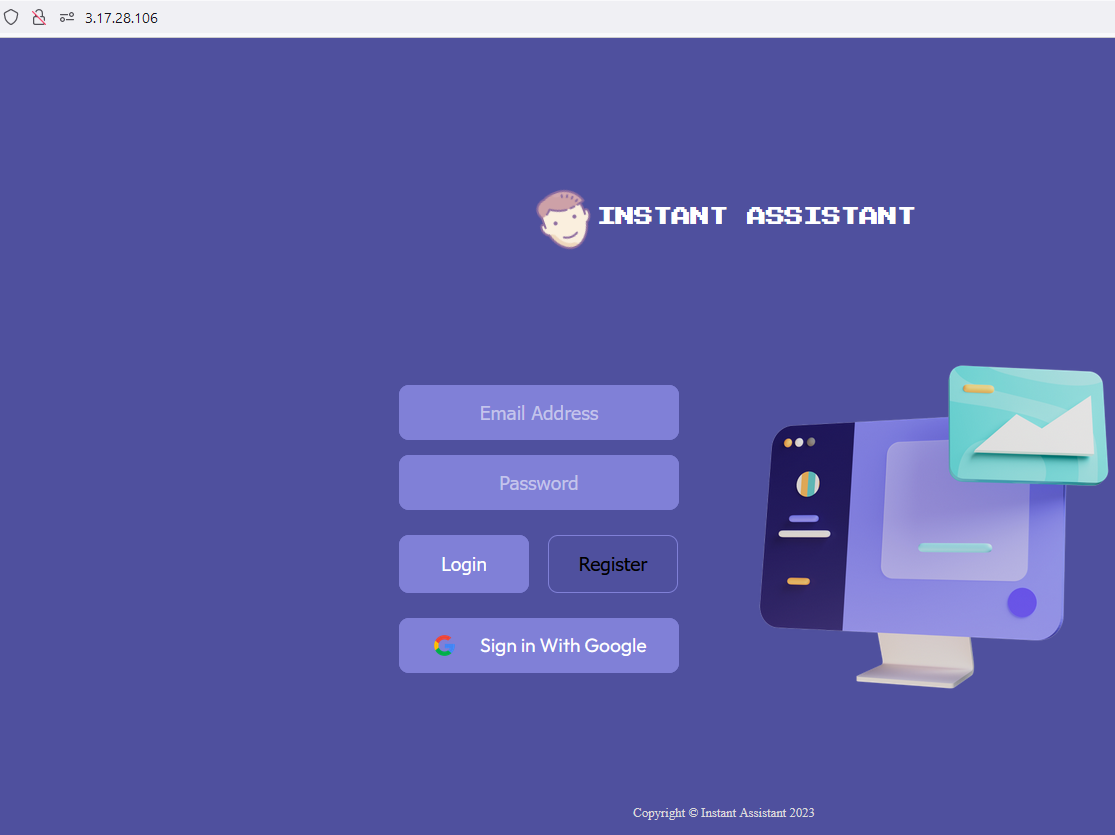 3.17.28.106
INSTANT ASSISTANT
Email Address
Password
Login
Register
Sign in With Google
Copyright © Instant Assistant 2023